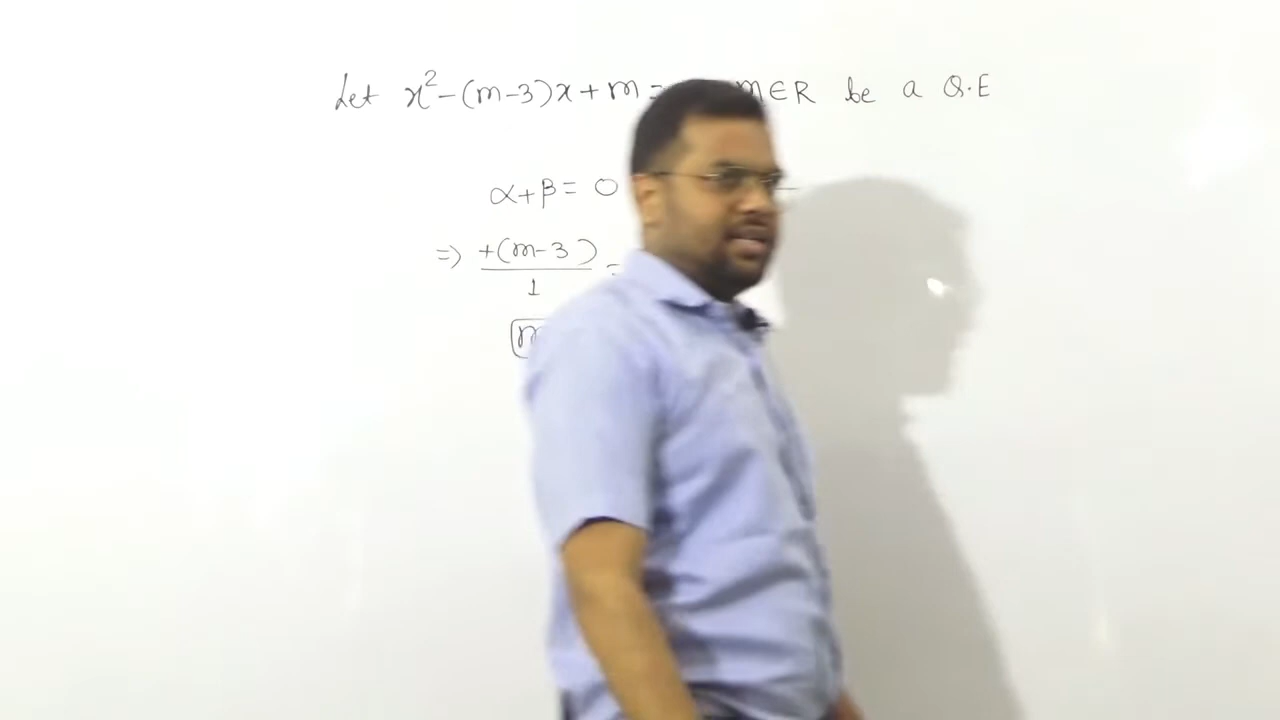 Let x² - (m-3)x + m = m∈R be a Q.E
α+β = 0
⇒ +(m-3)/1 =
m